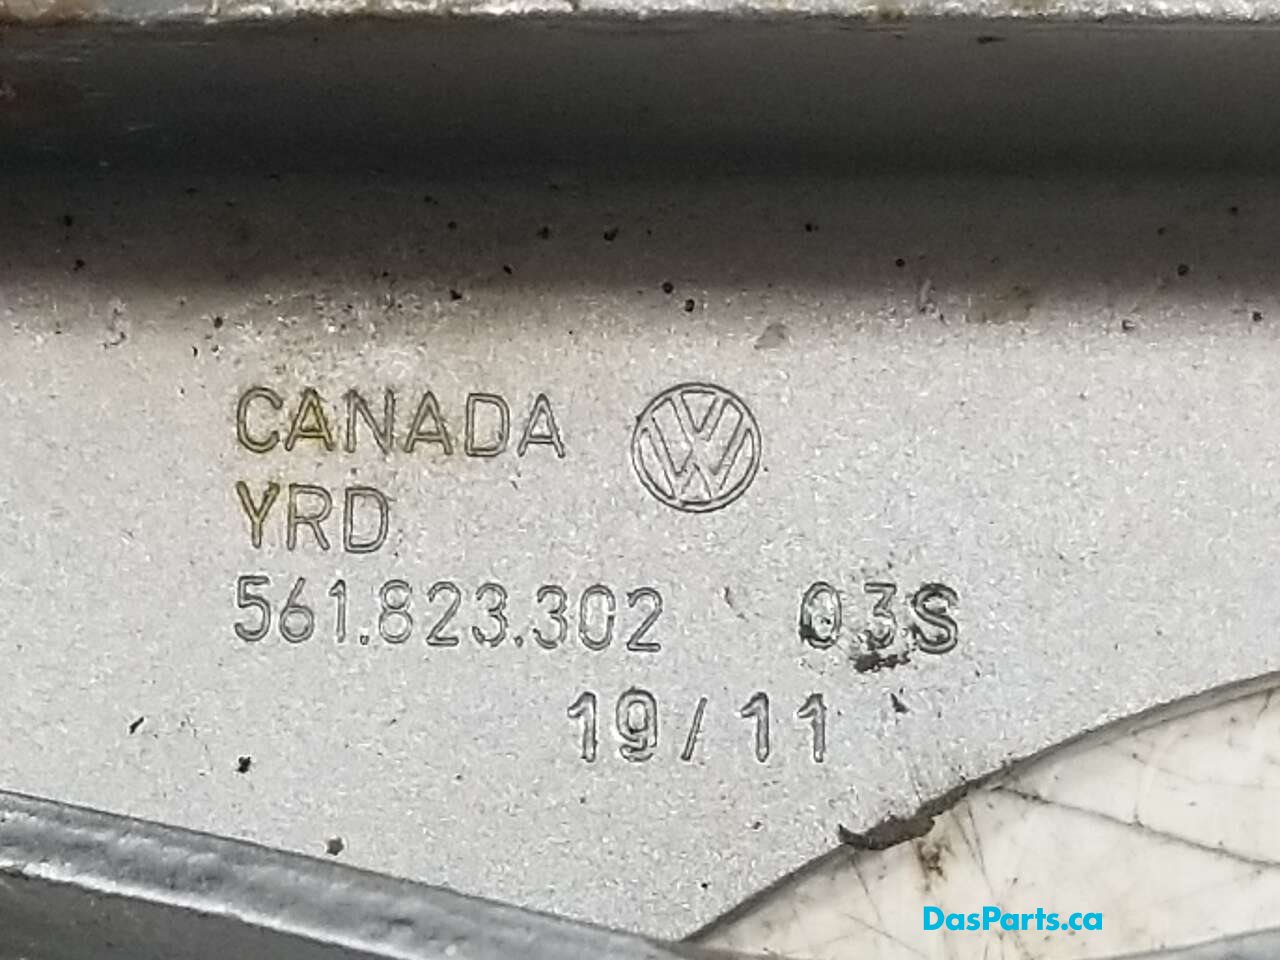 CANADA
YRD
561.823.302 03S
19/11
DasParts.ca